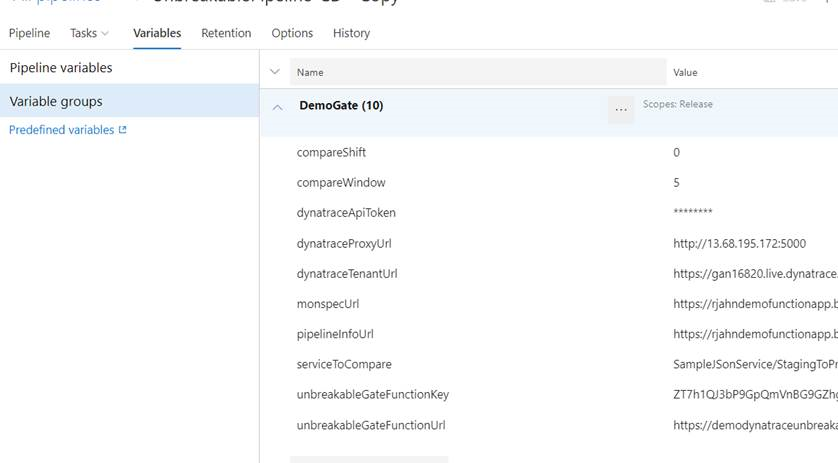 Pipeline Tasks Variables Retention Options History
Pipeline variables
Variable groups
Predefined variables
Name Value
DemoGate (10) ... Scopes: Release
compareShift 0
compareWindow 5
dynatraceApiToken ********
dynatraceProxyUrl http://13.68.195.172:5000
dynatraceTenantUrl https://gan16820.live.dynatrace.
monspecUrl https://rjahndemofunctionapp.b
pipelineInfoUrl https://rjahndemofunctionapp.b
serviceToCompare SampleJSonService/StagingToPr
unbreakableGateFunctionKey ZT7h1QJ3bP9GpQmVnBG9GZhg
unbreakableGateFunctionUrl https://demodynatraceunbreaka